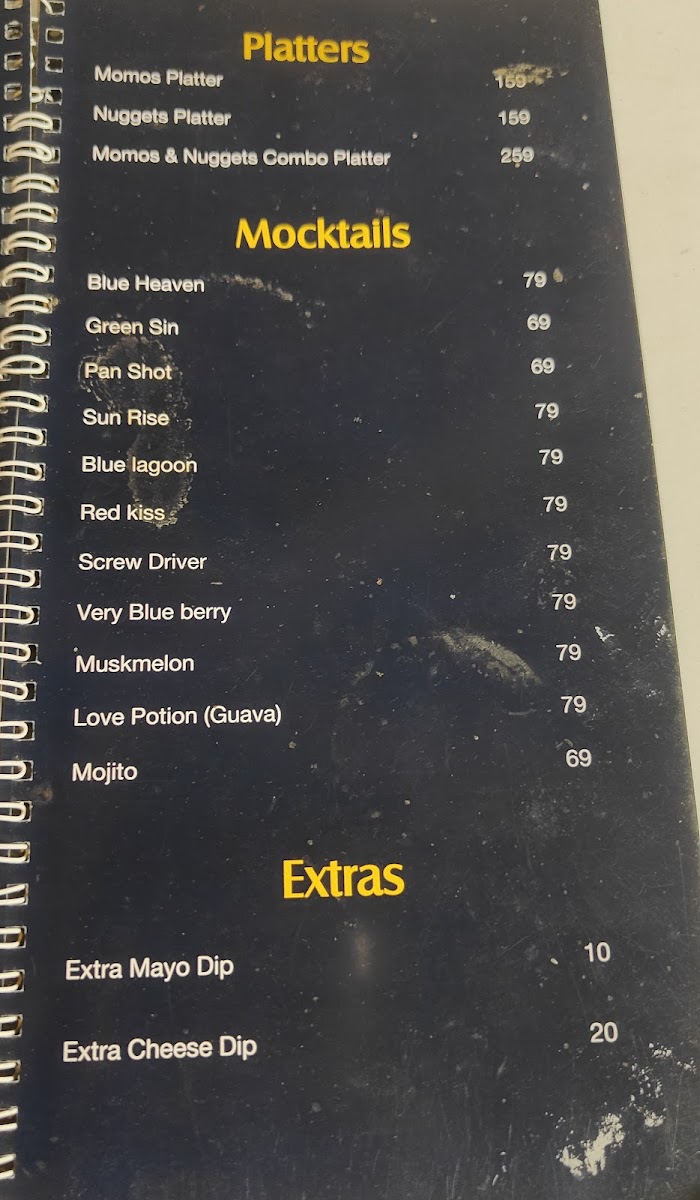 Platters
Momos Platter 159
Nuggets Platter 159
Momos & Nuggets Combo Platter 259
Mocktails
Blue Heaven 79
Green Sin 69
Pan Shot 69
Sun Rise 79
Blue lagoon 79
Red kiss 79
Screw Driver 79
Very Blue berry 79
Muskmelon 79
Love Potion (Guava) 79
Mojito 69
Extras
Extra Mayo Dip 10
Extra Cheese Dip 20